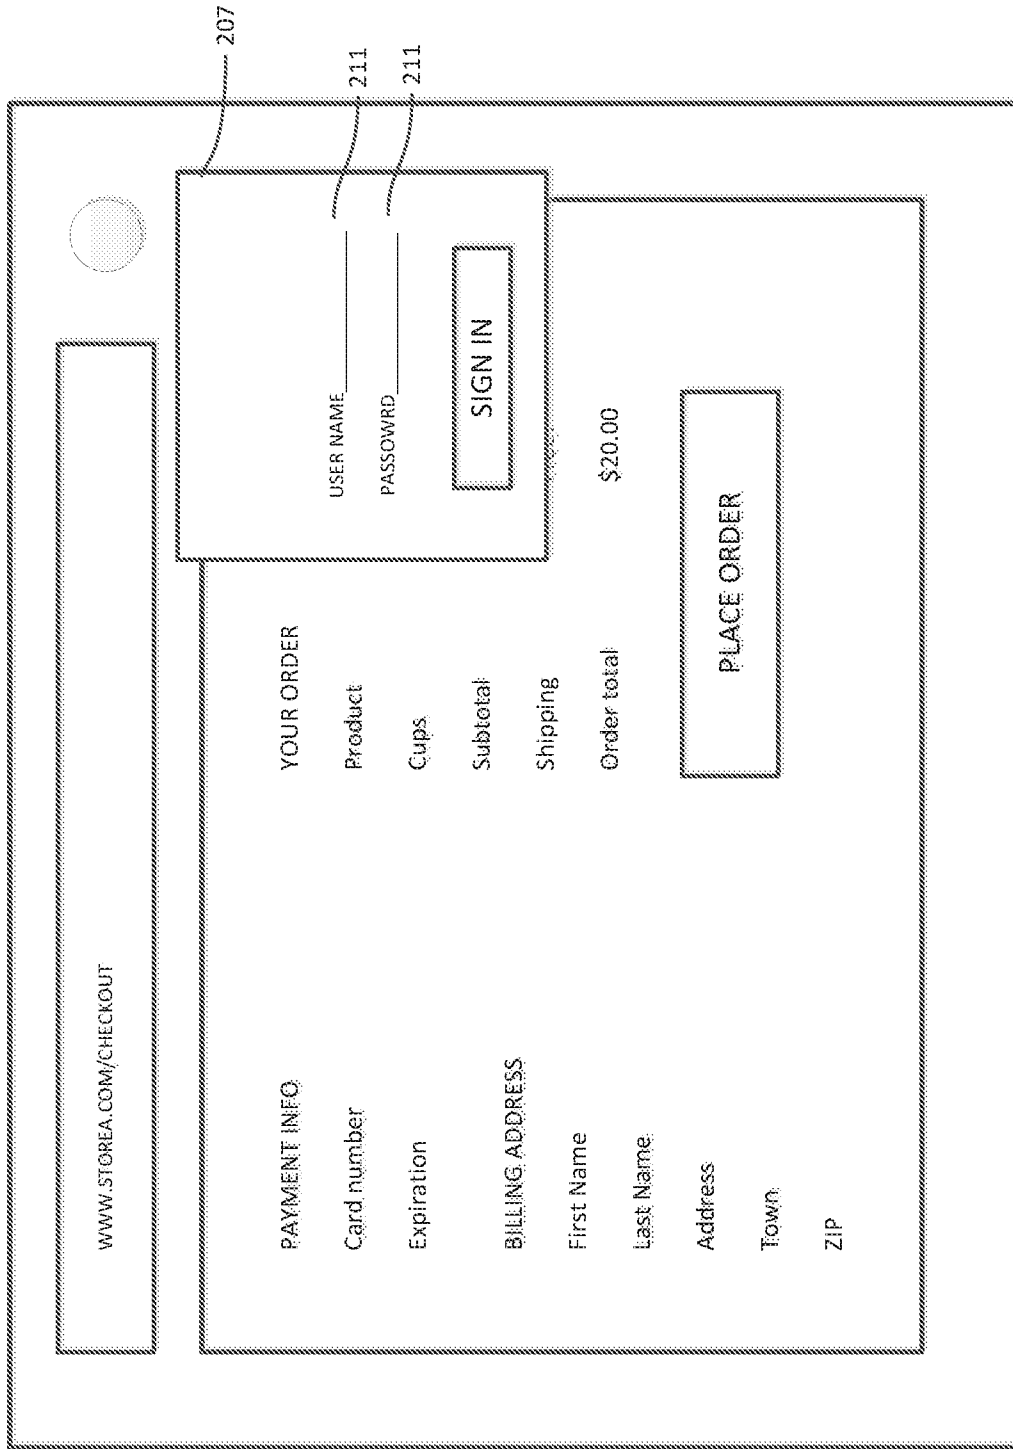 WWW.STOREA.COM/CHECKOUT
207
211
211
USER NAME
PASSOWRD
SIGN IN
PAYMENT INFO
Card number
Expiration
BILLING ADDRESS
First Name
Last Name
Address
Town
ZIP
YOUR ORDER
Product
Cups
Subtotal
Shipping
Order total
$20.00
PLACE ORDER